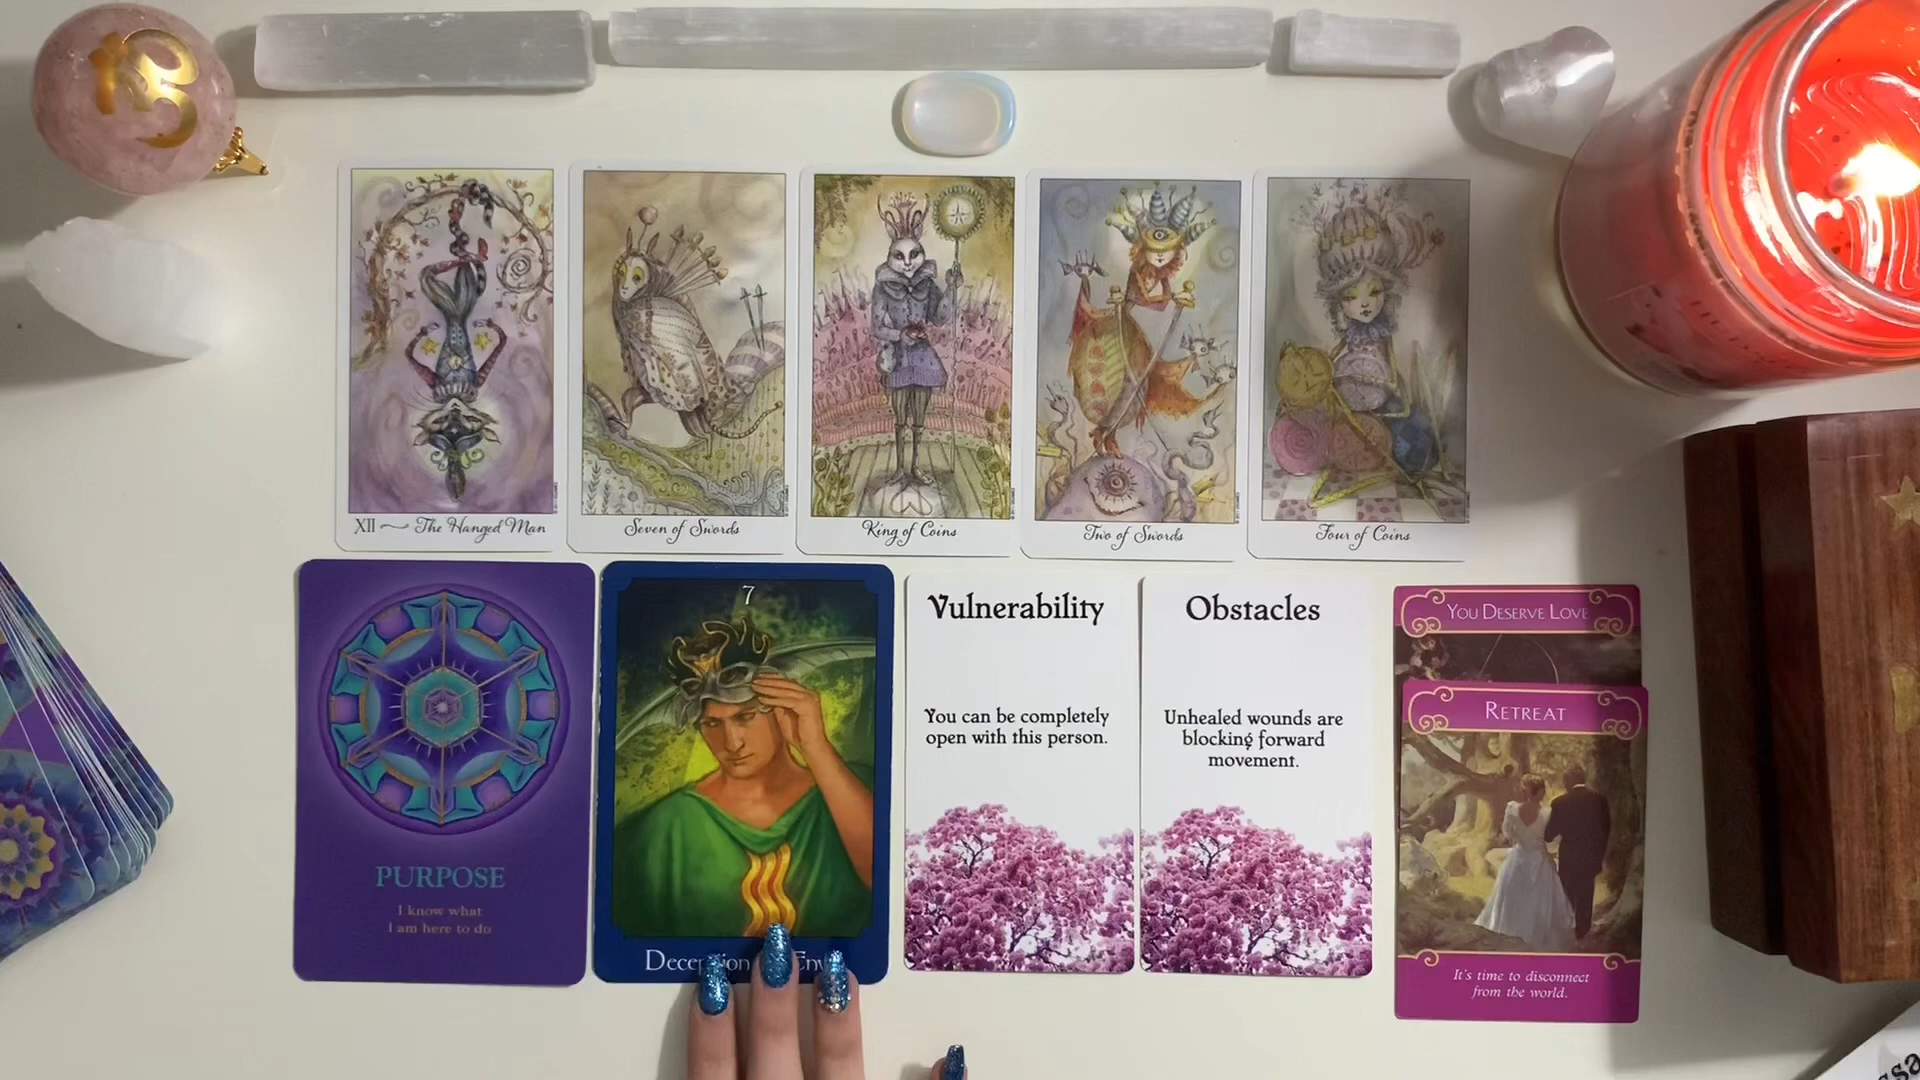 XII The Hanged Man
Seven of Swords
King of Coins
Two of Swords
Four of Coins
PURPOSE
I know what
I am here to do
7
Vulnerability
You can be completely
open with this person.
Obstacles
Unhealed wounds are
blocking forward
movement.
YOU DESERVE LOVE
RETREAT
It's time to disconnect
from the world.